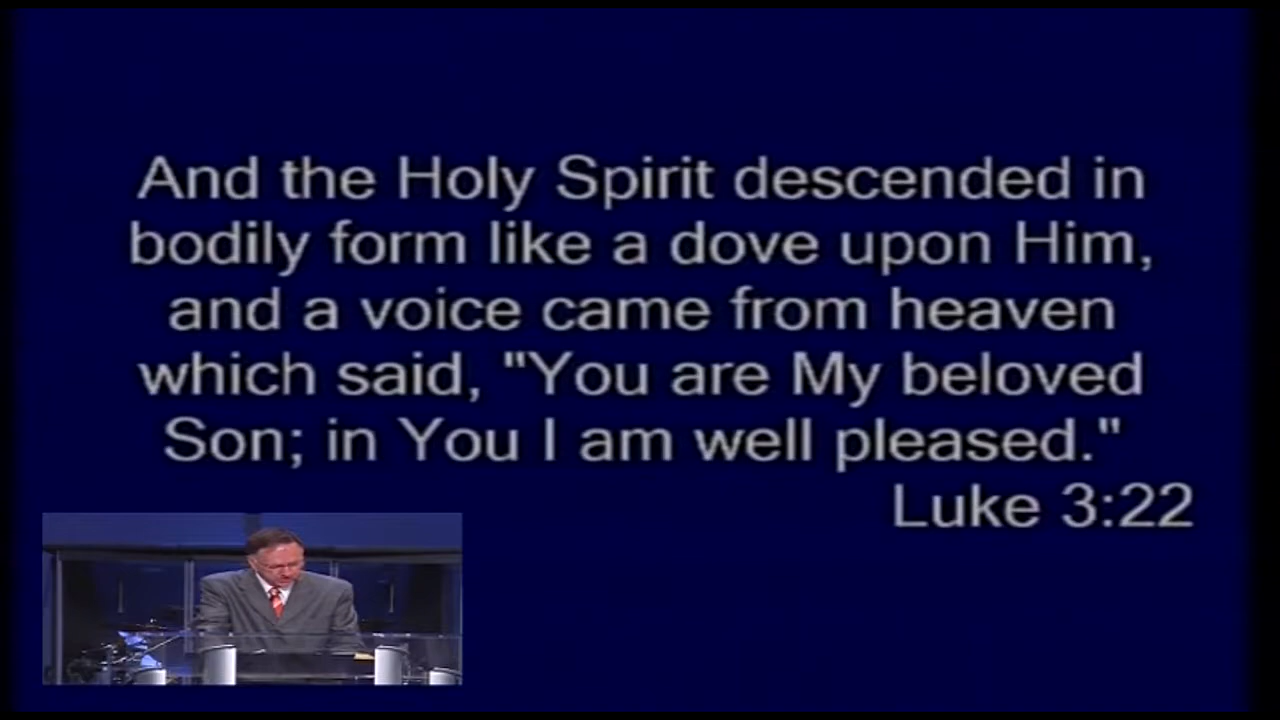 And the Holy Spirit descended in
bodily form like a dove upon Him,
and a voice came from heaven
which said, "You are My beloved
Son; in You I am well pleased."
Luke 3:22